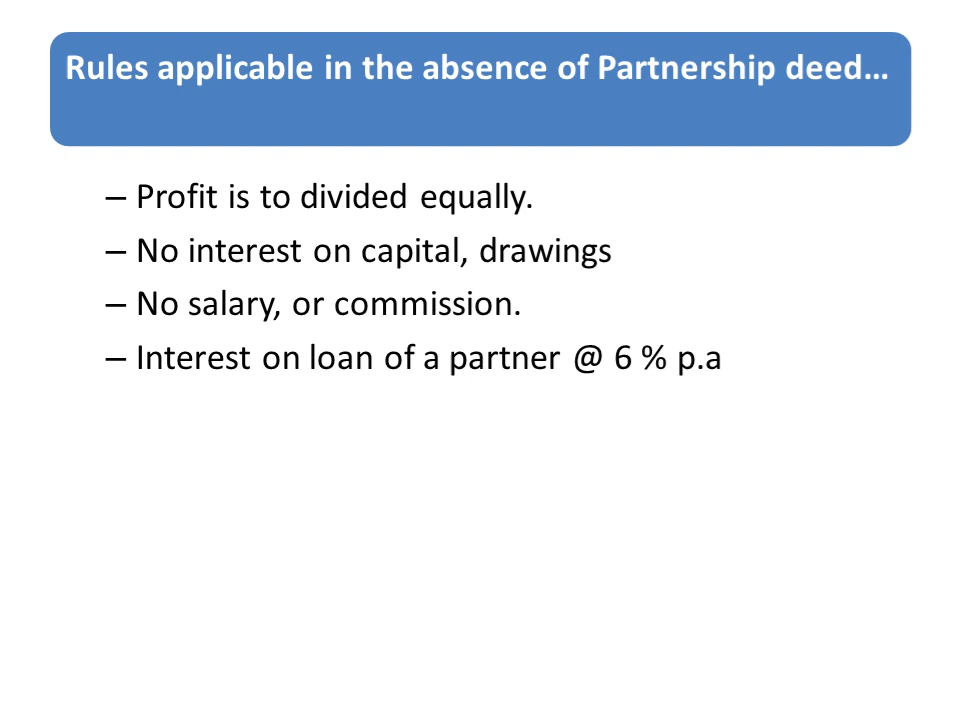 Rules applicable in the absence of Partnership deed…
– Profit is to divided equally.
– No interest on capital, drawings
– No salary, or commission.
– Interest on loan of a partner @ 6 % p.a